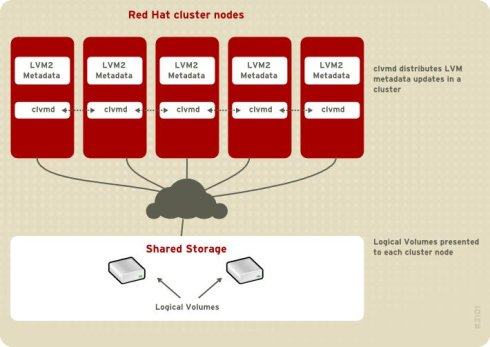 Red Hat cluster nodes
LVM2 LVM2 LVM2 LVM2 LVM2
Metadata Metadata Metadata Metadata Metadata
clvmd clvmd clvmd clvmd clvmd
clvmd distributes LVM
metadata updates in a
cluster
Shared Storage
Logical Volumes
Logical Volumes presented
to each cluster node